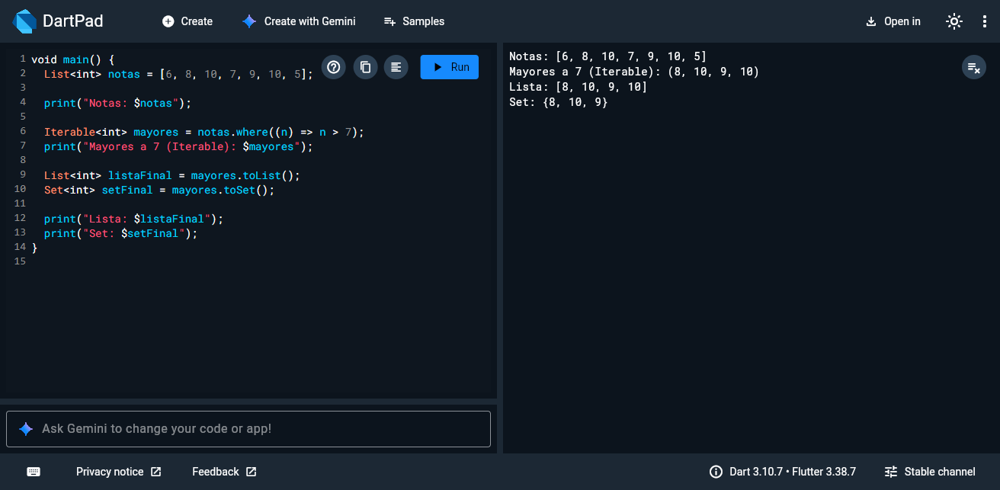 DartPad
Create
Create with Gemini
Samples
Open in
1 void main() {
2   List<int> notas = [6, 8, 10, 7, 9, 10, 5];
3
4   print("Notas: $notas");
5
6   Iterable<int> mayores = notas.where((n) => n > 7);
7   print("Mayores a 7 (Iterable): $mayores");
8
9   List<int> listaFinal = mayores.toList();
10   Set<int> setFinal = mayores.toSet();
11
12   print("Lista: $listaFinal");
13   print("Set: $setFinal");
14 }
15
Run
Notas: [6, 8, 10, 7, 9, 10, 5]
Mayores a 7 (Iterable): (8, 10, 9, 10)
Lista: [8, 10, 9, 10]
Set: {8, 10, 9}
Ask Gemini to change your code or app!
Privacy notice
Feedback
Dart 3.10.7 • Flutter 3.38.7
Stable channel